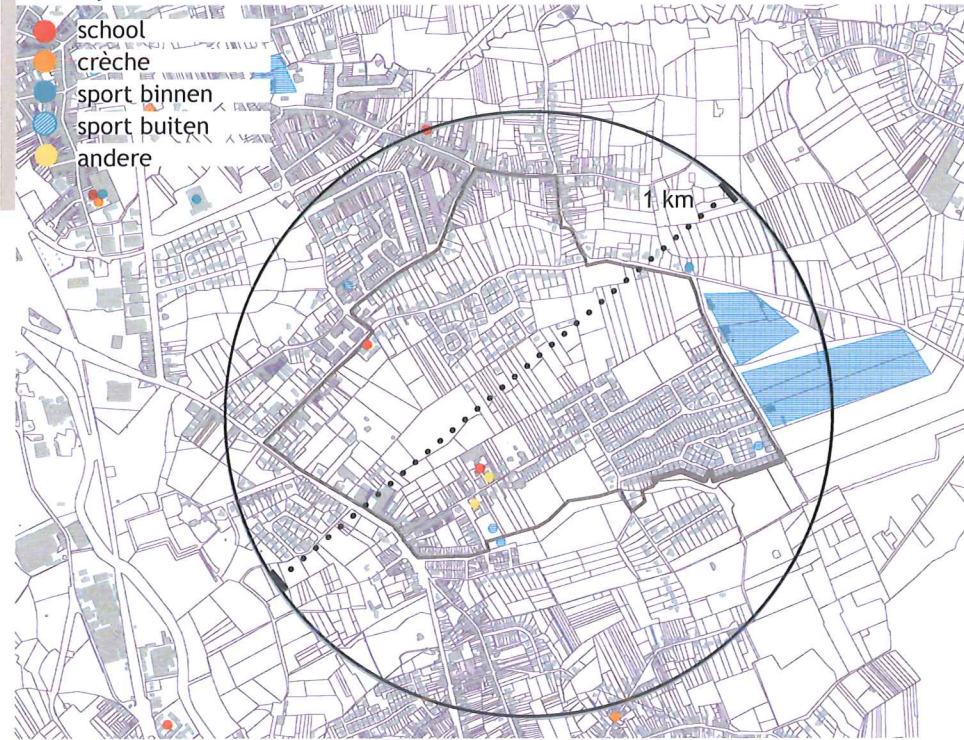 school
crèche
sport binnen
sport buiten
andere
1 km